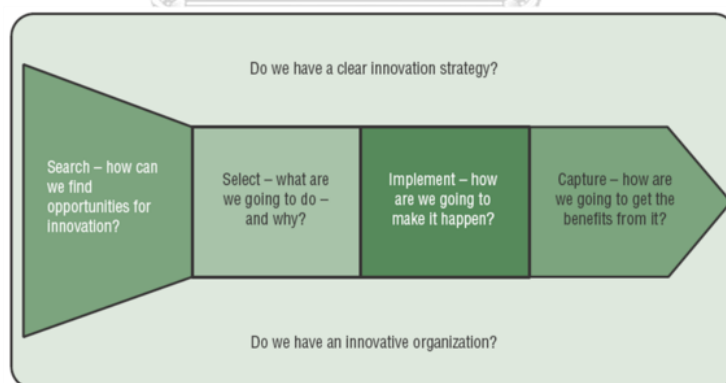 Do we have a clear innovation strategy?
Search – how can
we find
opportunities for
innovation?
Select – what are
we going to do –
and why?
Implement – how
are we going to
make it happen?
Capture – how are
we going to get the
benefits from it?
Do we have an innovative organization?